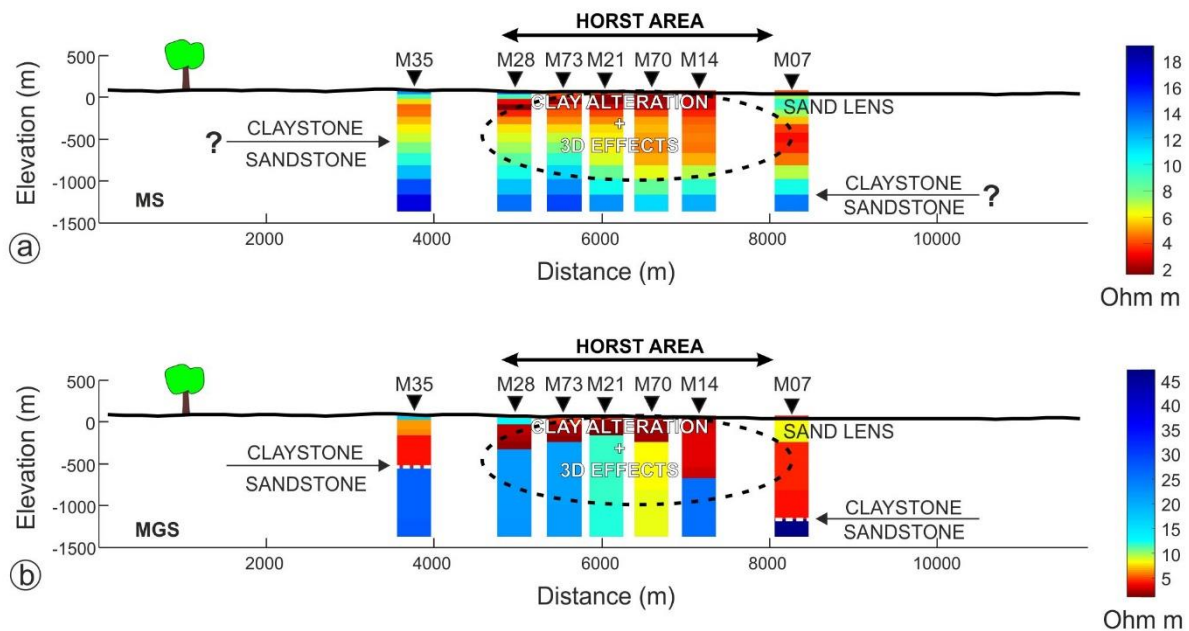 HORST AREA
M35 M28 M73 M21 M70 M14 M07
Elevation (m)
500
0
-500
-1000
-1500
CLAY ALTERATION
+
3D EFFECTS
SAND LENS
? CLAYSTONE
SANDSTONE
CLAYSTONE ?
SANDSTONE
MS
a
2000 4000 6000 8000 10000
Distance (m)
18
16
14
12
10
8
6
4
2
Ohm m
HORST AREA
M35 M28 M73 M21 M70 M14 M07
Elevation (m)
500
0
-500
-1000
-1500
CLAY ALTERATION
+
3D EFFECTS
SAND LENS
CLAYSTONE
SANDSTONE
CLAYSTONE
SANDSTONE
MGS
b
2000 4000 6000 8000 10000
Distance (m)
45
40
35
30
25
20
15
10
5
Ohm m